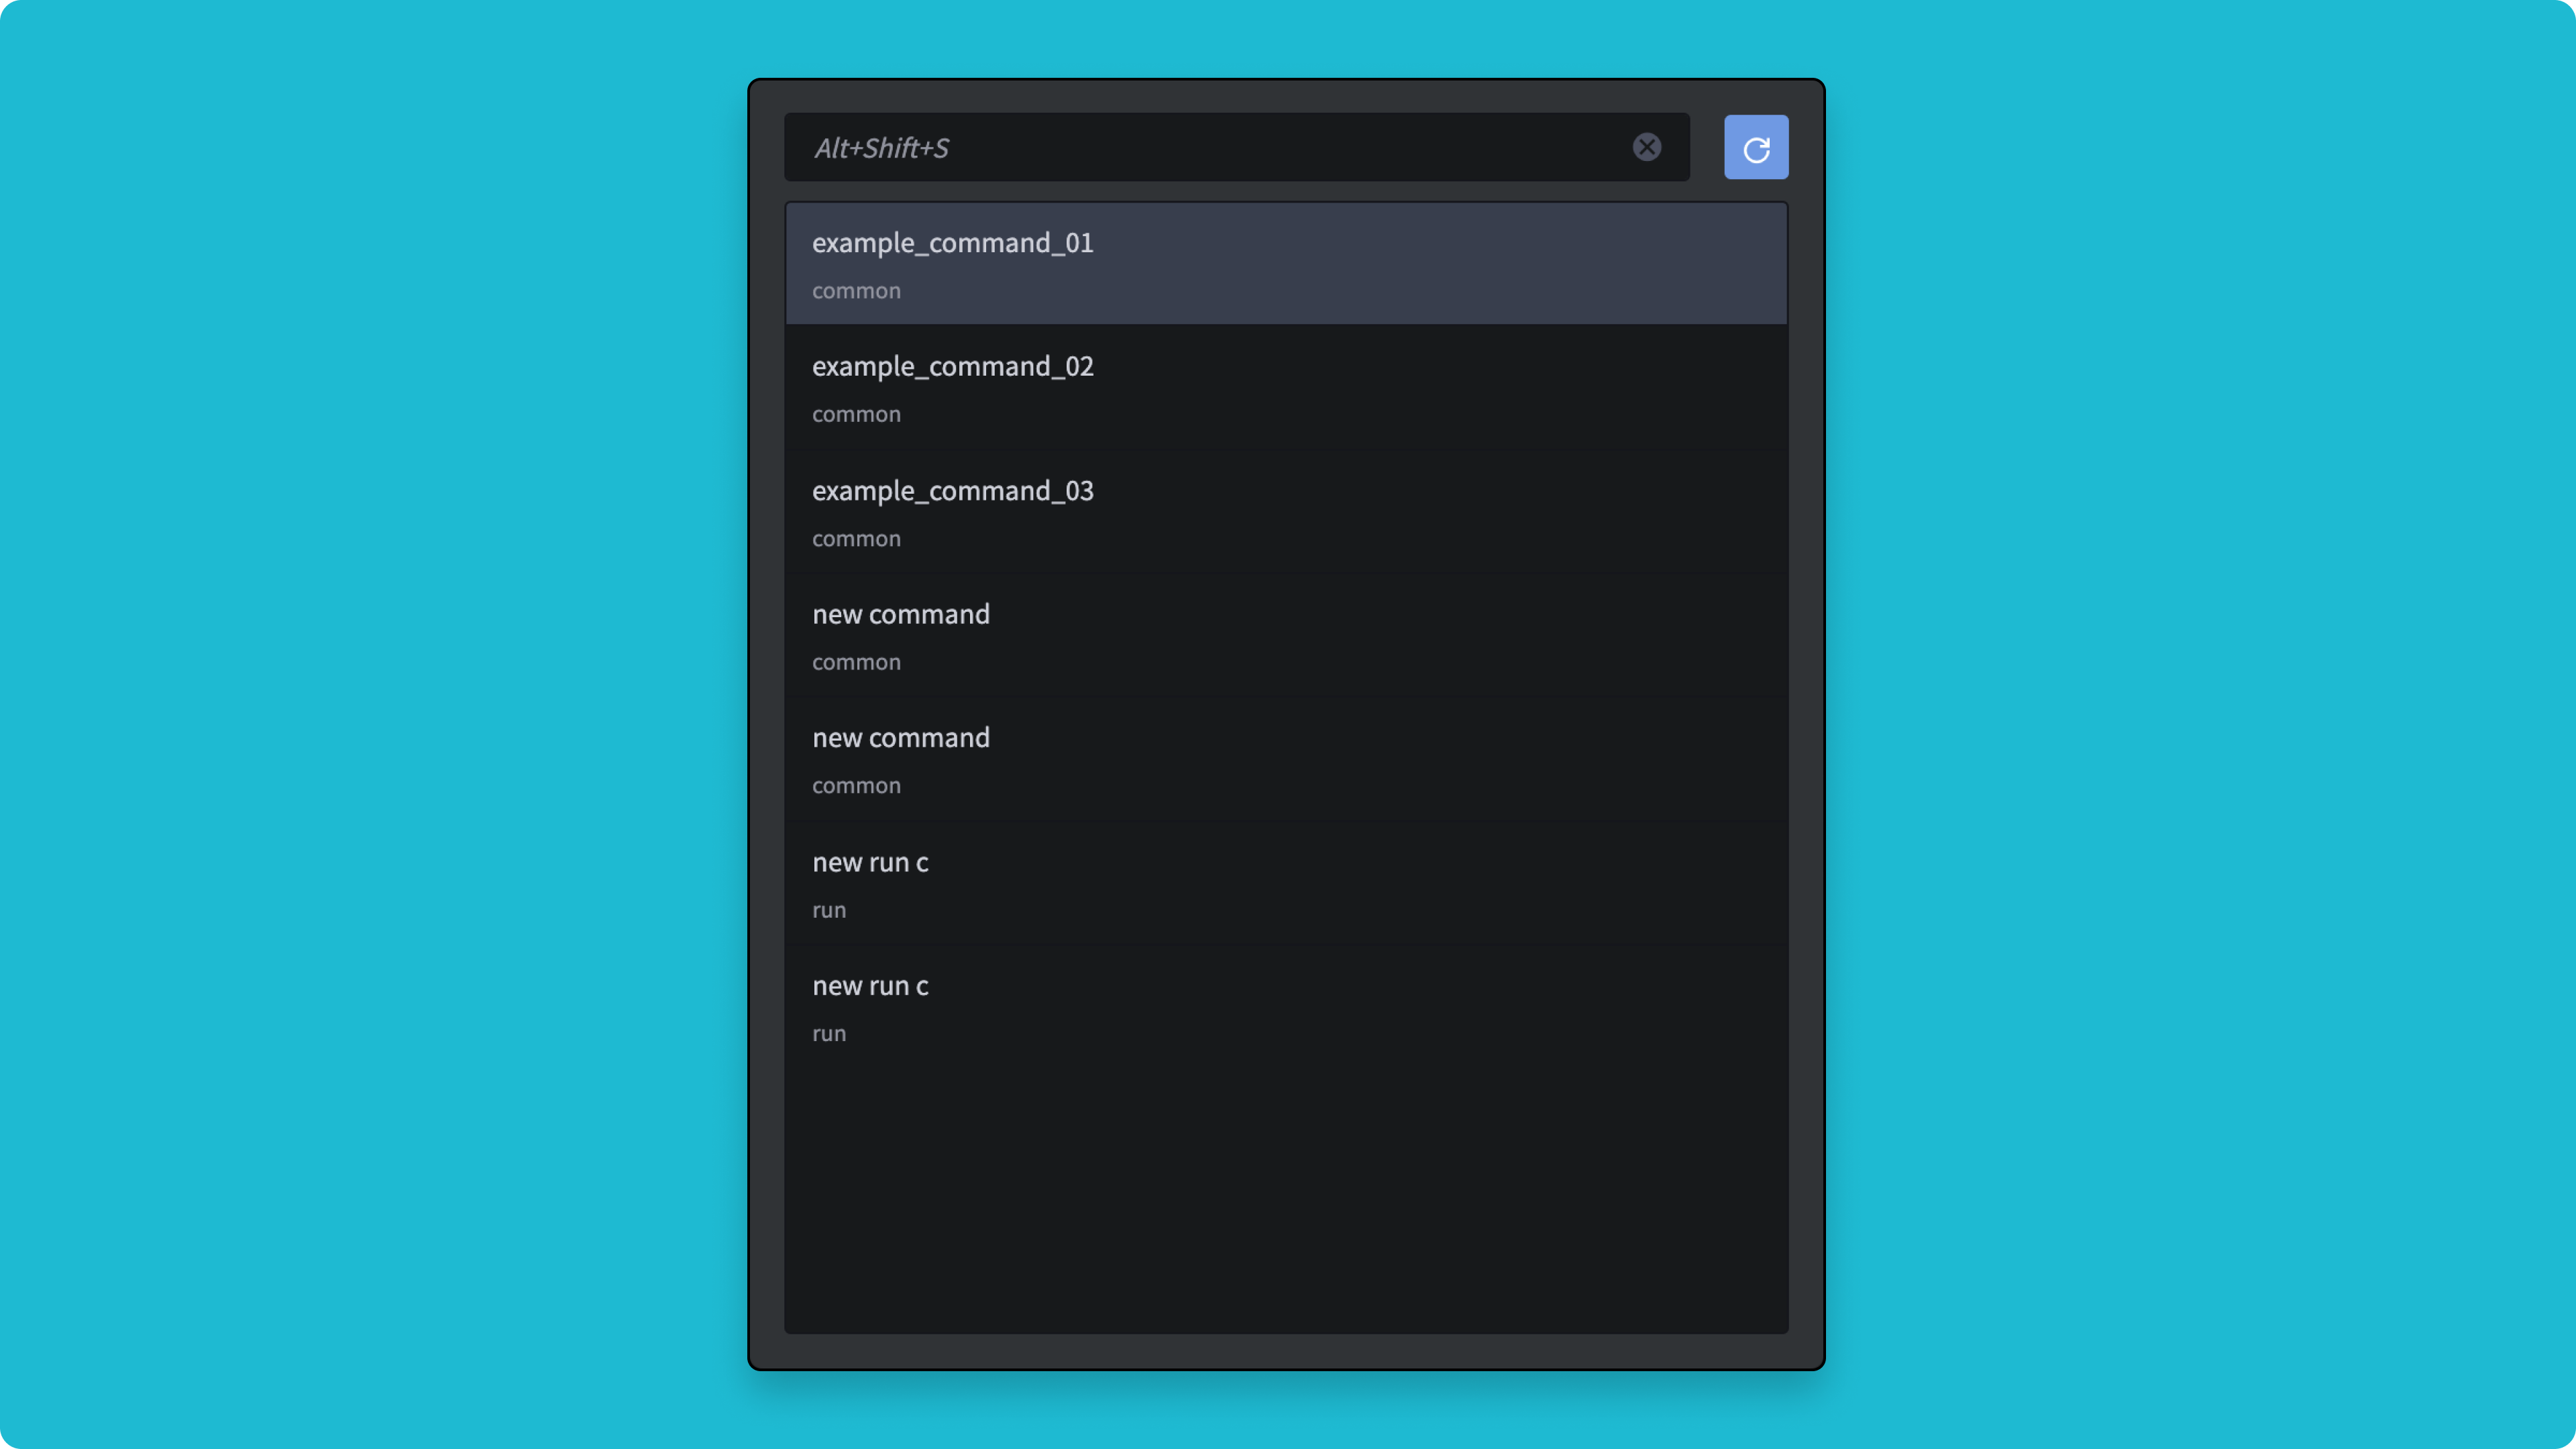 Alt+Shift+S
example_command_01
common
example_command_02
common
example_command_03
common
new command
common
new command
common
new run c
run
new run c
run